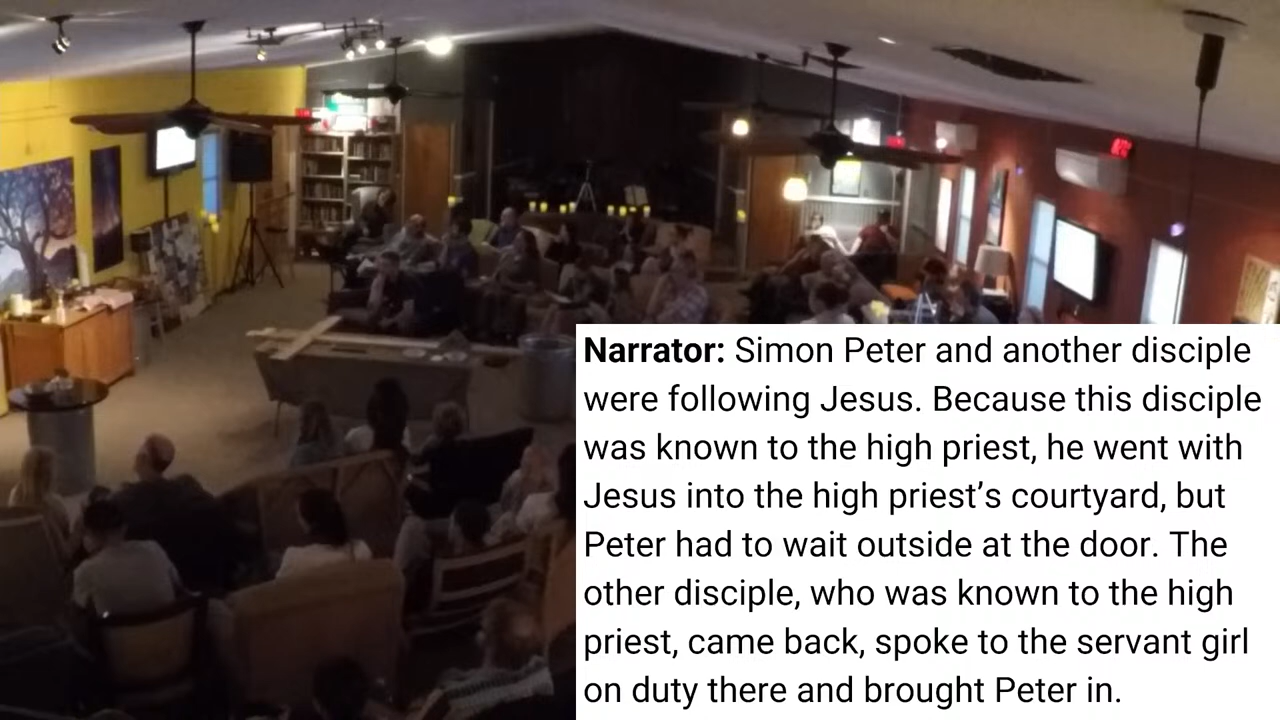 Narrator: Simon Peter and another disciple
were following Jesus. Because this disciple
was known to the high priest, he went with
Jesus into the high priest’s courtyard, but
Peter had to wait outside at the door. The
other disciple, who was known to the high
priest, came back, spoke to the servant girl
on duty there and brought Peter in.